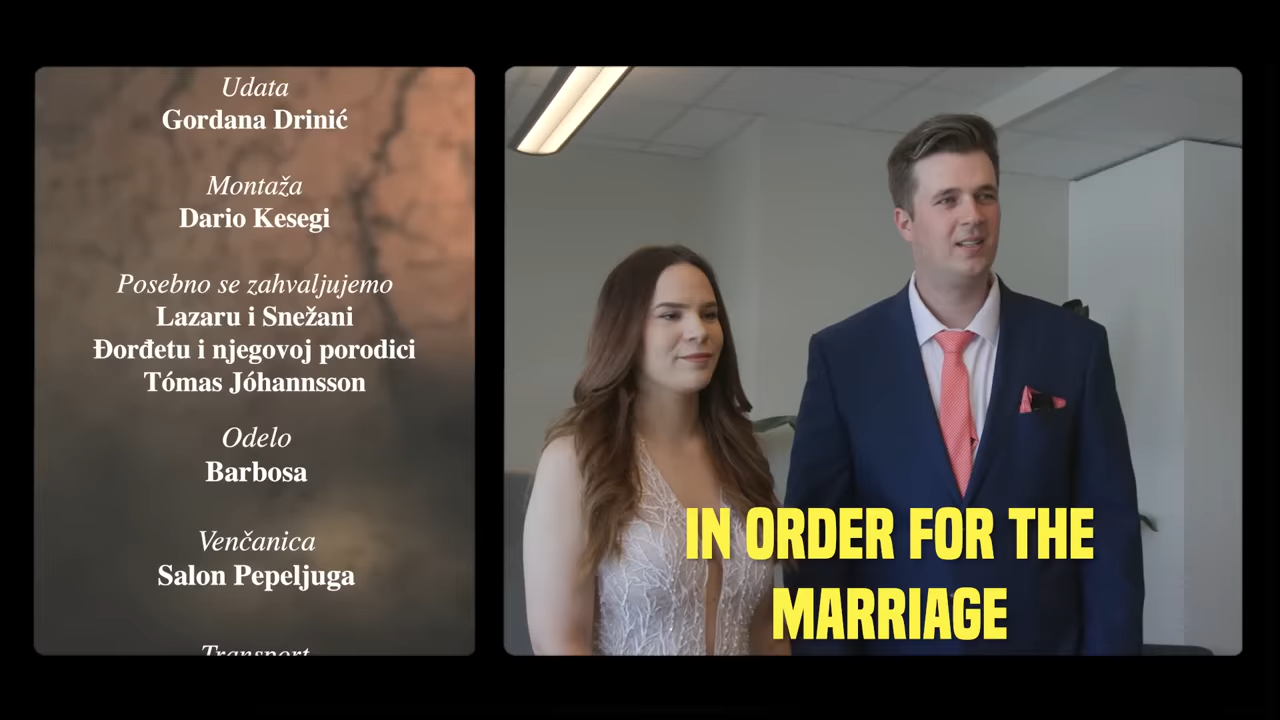 Udata
Gordana Drinić
Montaža
Dario Kesegi
Posebno se zahvaljujemo
Lazaru i Snežani
Đorđetu i njegovoj porodici
Tómas Jóhannsson
Odelo
Barbosa
Venčanica
Salon Pepeljuga
Transport
IN ORDER FOR THE
MARRIAGE